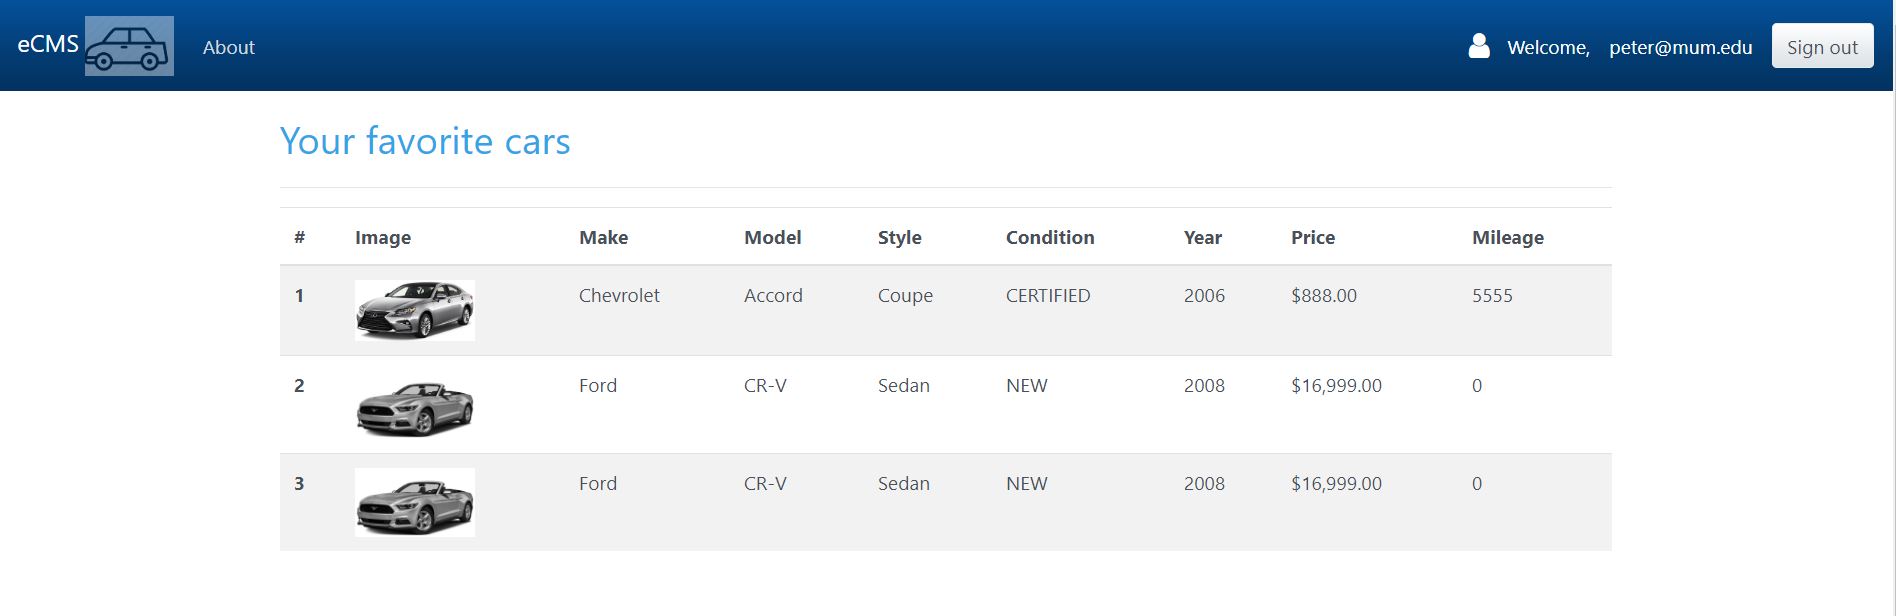 eCMS About Welcome, peter@mum.edu Sign out
Your favorite cars
# Image Make Model Style Condition Year Price Mileage
1 Chevrolet Accord Coupe CERTIFIED 2006 $888.00 5555
2 Ford CR-V Sedan NEW 2008 $16,999.00 0
3 Ford CR-V Sedan NEW 2008 $16,999.00 0